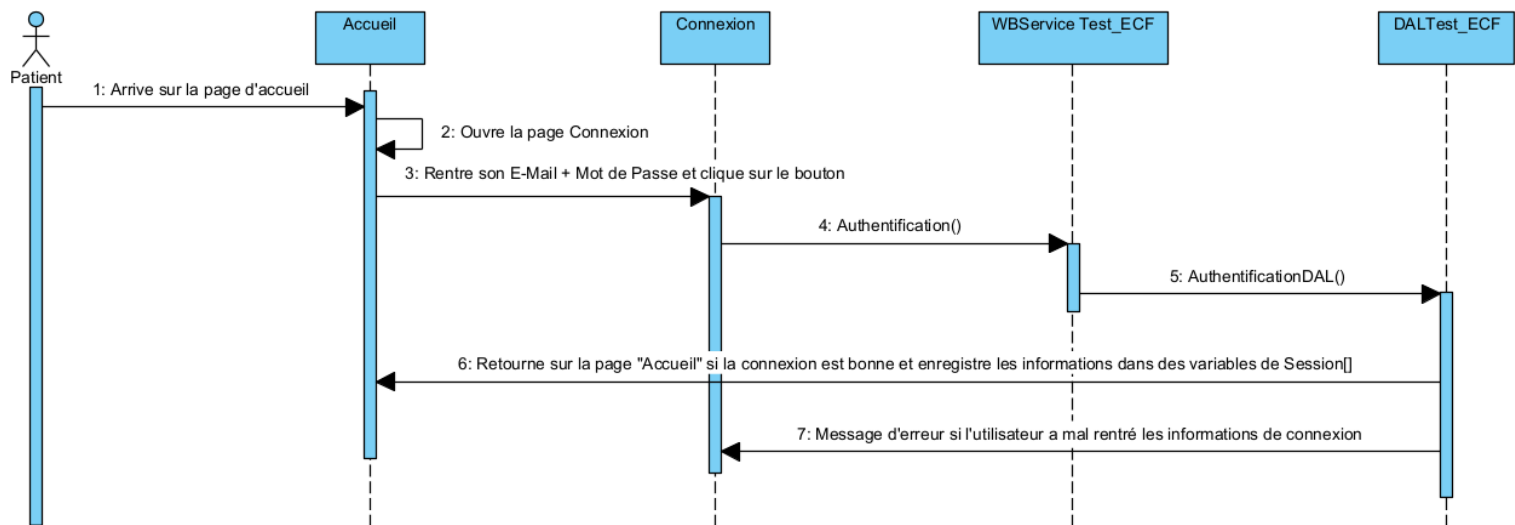 Accueil
Connexion
WBService Test_ECF
DALTest_ECF
Patient
1: Arrive sur la page d'accueil
2: Ouvre la page Connexion
3: Rentre son E-Mail + Mot de Passe et clique sur le bouton
4: Authentification()
5: AuthentificationDAL()
6: Retourne sur la page "Accueil" si la connexion est bonne et enregistre les informations dans des variables de Session[]
7: Message d'erreur si l'utilisateur a mal rentré les informations de connexion